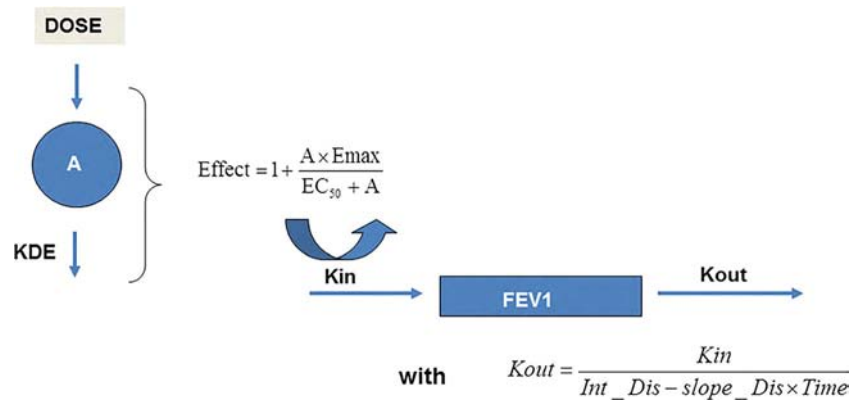 DOSE
A
KDE
Effect = 1 + A × Emax / EC₅₀ + A
Kin
FEV1
Kout
with
Kout = Kin / Int_Dis − slope_Dis × Time